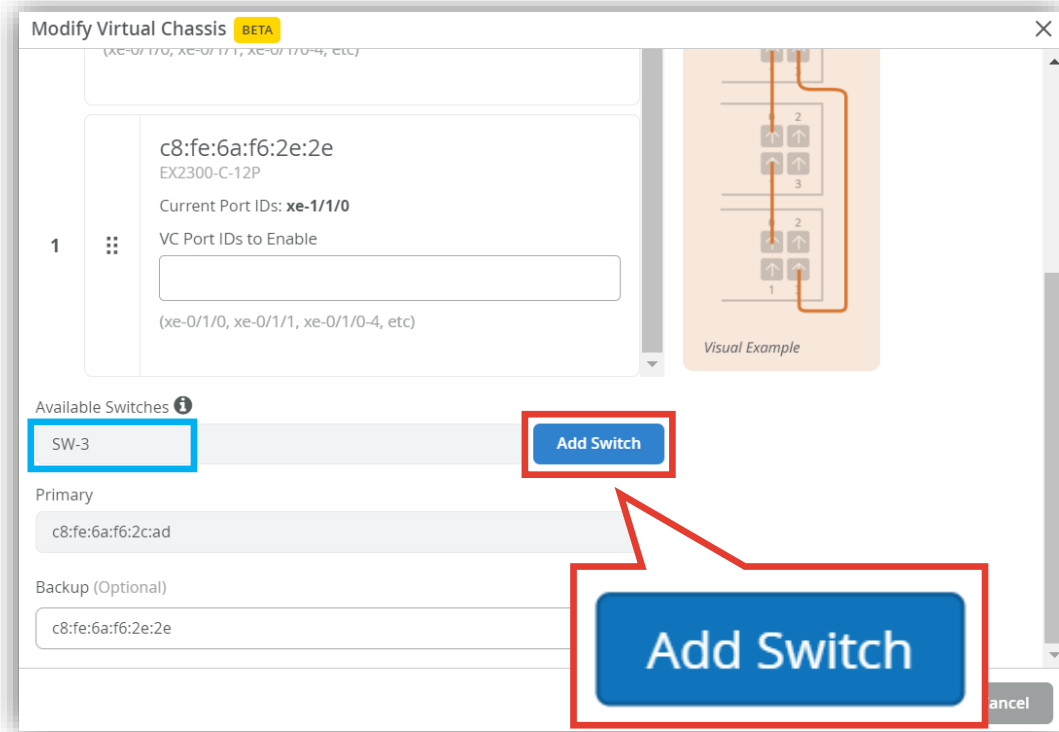 Modify Virtual Chassis BETA
(xe-0/1/0, xe-0/1/1, xe-0/1/0-4, etc)
3
2
c8:fe:6a:f6:2e:2e
EX2300-C-12P
3
Current Port IDs: xe-1/1/0
1
VC Port IDs to Enable
0 2
1 3
(xe-0/1/0, xe-0/1/1, xe-0/1/0-4, etc)
Visual Example
Available Switches
SW-3
Add Switch
Primary
c8:fe:6a:f6:2c:ad
Backup (Optional)
c8:fe:6a:f6:2e:2e
Add Switch
ancel